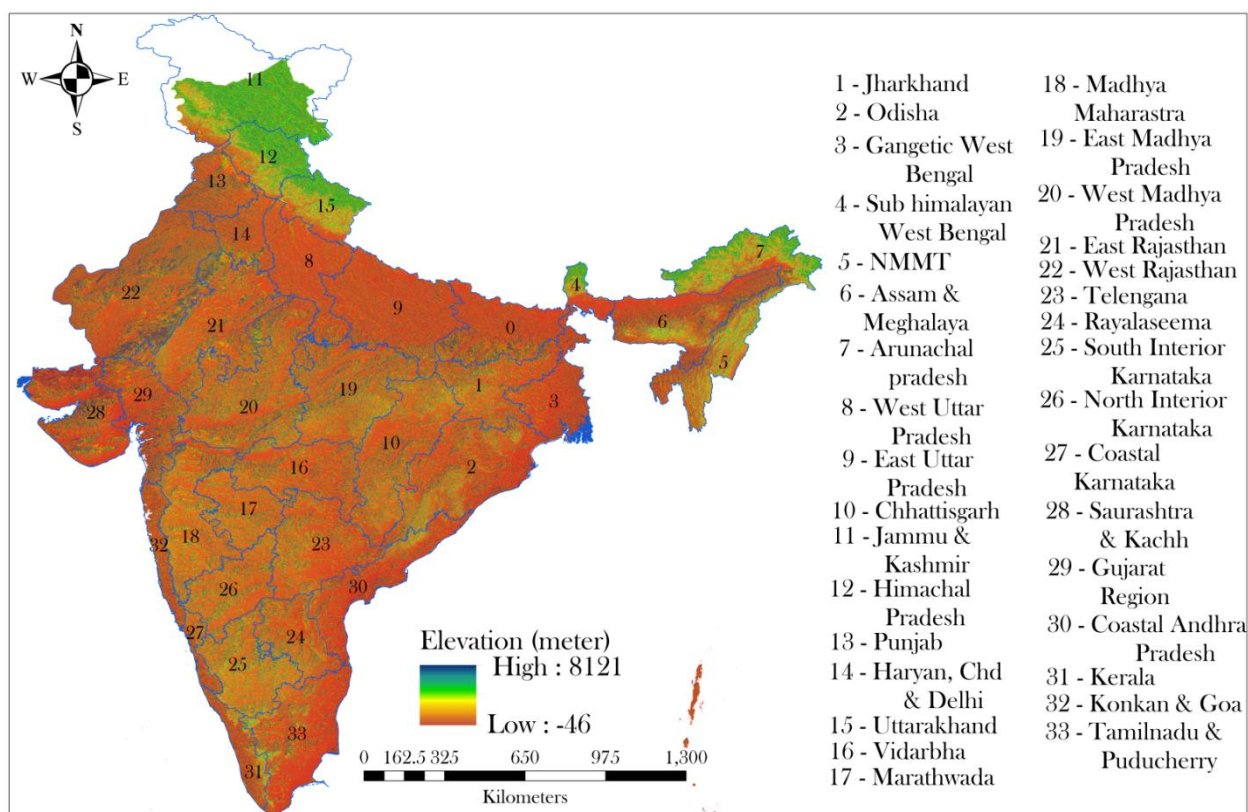 N
W
E
S
11
12
13
15
14
7
8
4
22
9
6
21
0
5
19
1
29
3
28
20
10
16
2
17
18
23
32
26
30
27
24
25
33
31
Elevation (meter)
High : 8121
Low : -46
0
162.5
325
650
975
1,300
Kilometers
1 - Jharkhand
2 - Odisha
3 - Gangetic West
Bengal
4 - Sub himalayan
West Bengal
5 - NMMT
6 - Assam &
Meghalaya
7 - Arunachal
pradesh
8 - West Uttar
Pradesh
9 - East Uttar
Pradesh
10 - Chhattisgarh
11 - Jammu &
Kashmir
12 - Himachal
Pradesh
13 - Punjab
14 - Haryan, Chd
& Delhi
15 - Uttarakhand
16 - Vidarbha
17 - Marathwada
18 - Madhya
Maharastra
19 - East Madhya
Pradesh
20 - West Madhya
Pradesh
21 - East Rajasthan
22 - West Rajasthan
23 - Telengana
24 - Rayalaseema
25 - South Interior
Karnataka
26 - North Interior
Karnataka
27 - Coastal
Karnataka
28 - Saurashtra
& Kachh
29 - Gujarat
Region
30 - Coastal Andhra
Pradesh
31 - Kerala
32 - Konkan & Goa
33 - Tamilnadu &
Puducherry